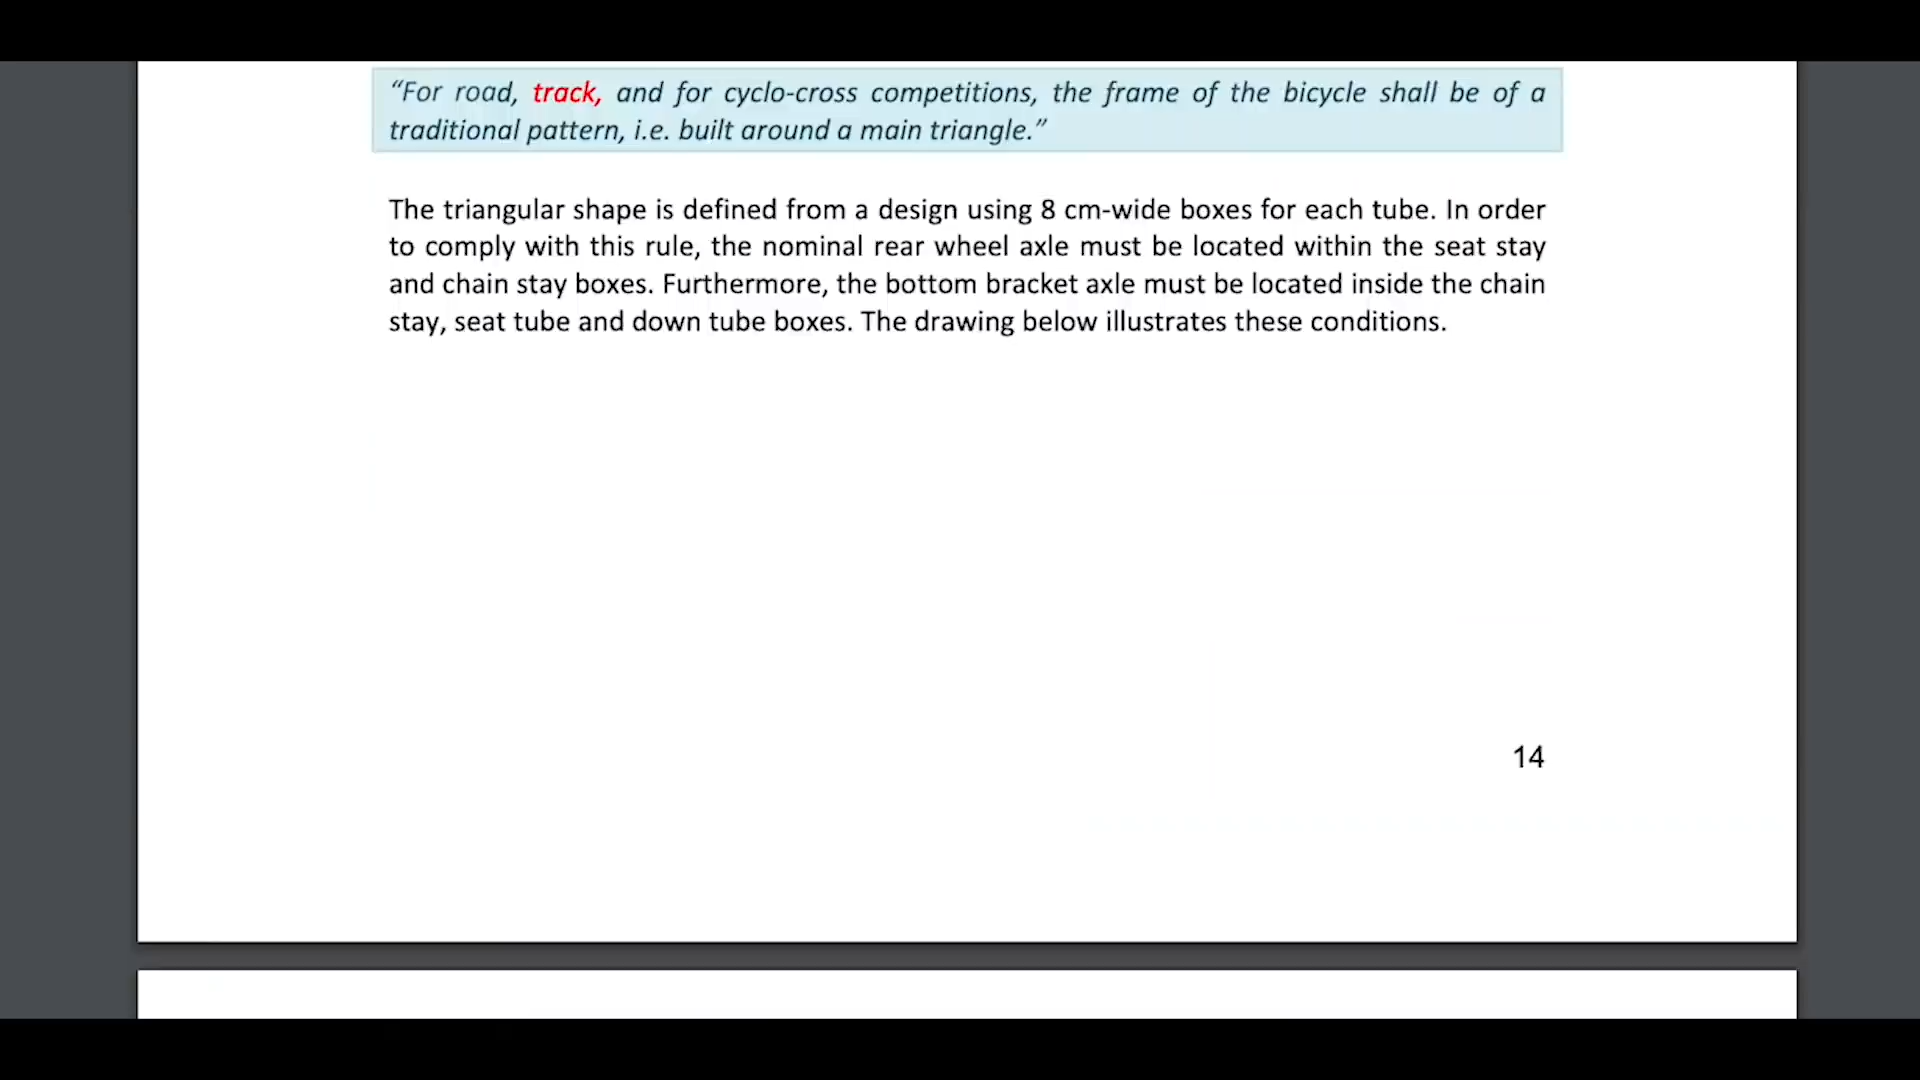 “For road, track, and for cyclo-cross competitions, the frame of the bicycle shall be of a
traditional pattern, i.e. built around a main triangle.”
The triangular shape is defined from a design using 8 cm-wide boxes for each tube. In order
to comply with this rule, the nominal rear wheel axle must be located within the seat stay
and chain stay boxes. Furthermore, the bottom bracket axle must be located inside the chain
stay, seat tube and down tube boxes. The drawing below illustrates these conditions.
14